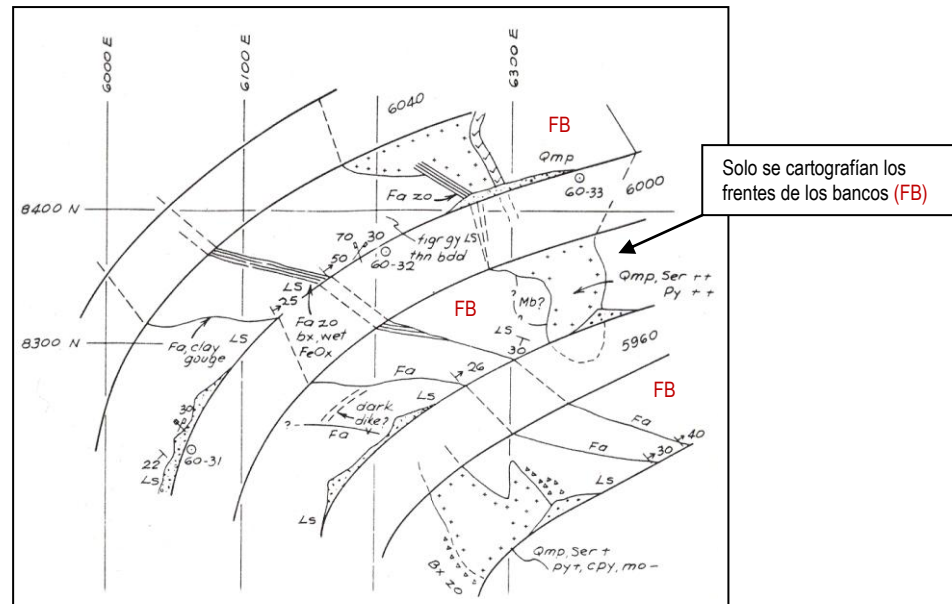 6000 E
6100 E
6300 E
6040
FB
Qmp
60-33
6000
Solo se cartografían los
frentes de los bancos (FB)
8400 N
Fa zo
70
30
60-32
tigr gy LS
thn bdd
50
LS
25
Fa zo
bx, wet
FeOx
FB
Mb?
?
?
Qmp, Ser ++
Py ++
LS
30
5960
8300 N
Fa, clay
gouge
Fa
26
FB
dark
dike?
? -
Fa
30
60-31
22
LS
Fa
Fa
40
30
LS
Ls
Bx zo
Qmp, Ser +
py+, cpy, mo-